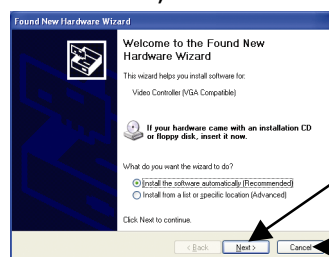 Found New Hardware Wizard
Welcome to the Found New
Hardware Wizard
This wizard helps you install software for:
Video Controller (VGA Compatible)
If your hardware came with an installation CD
or floppy disk, insert it now.
What do you want the wizard to do?
Install the software automatically (Recommended)
Install from a list or specific location (Advanced)
Click Next to continue.
< Back Next > Cancel